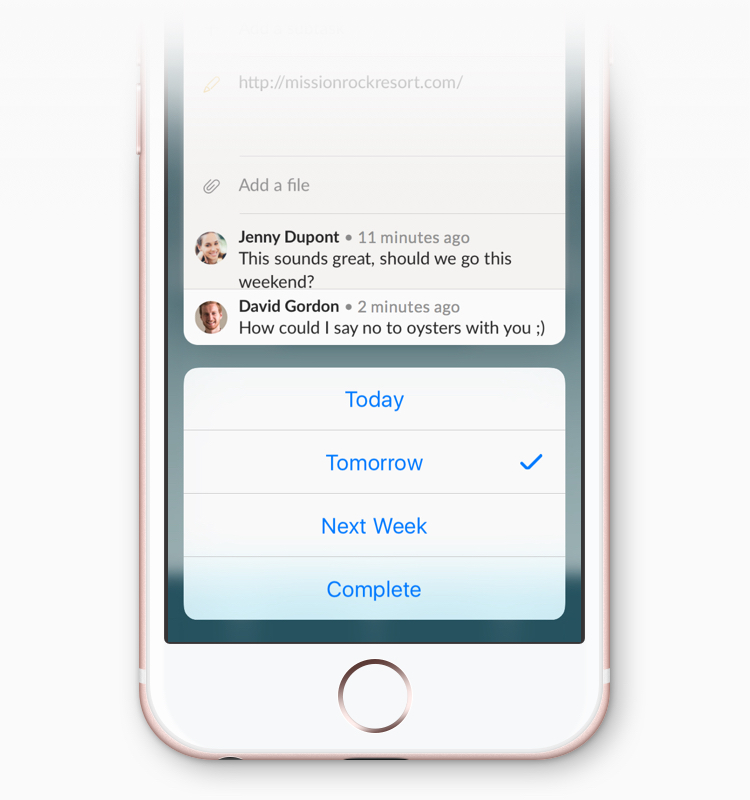 http://missionrockresort.com/
Add a file
Jenny Dupont • 11 minutes ago
This sounds great, should we go this
weekend?
David Gordon • 2 minutes ago
How could I say no to oysters with you ;)
Today
Tomorrow
Next Week
Complete